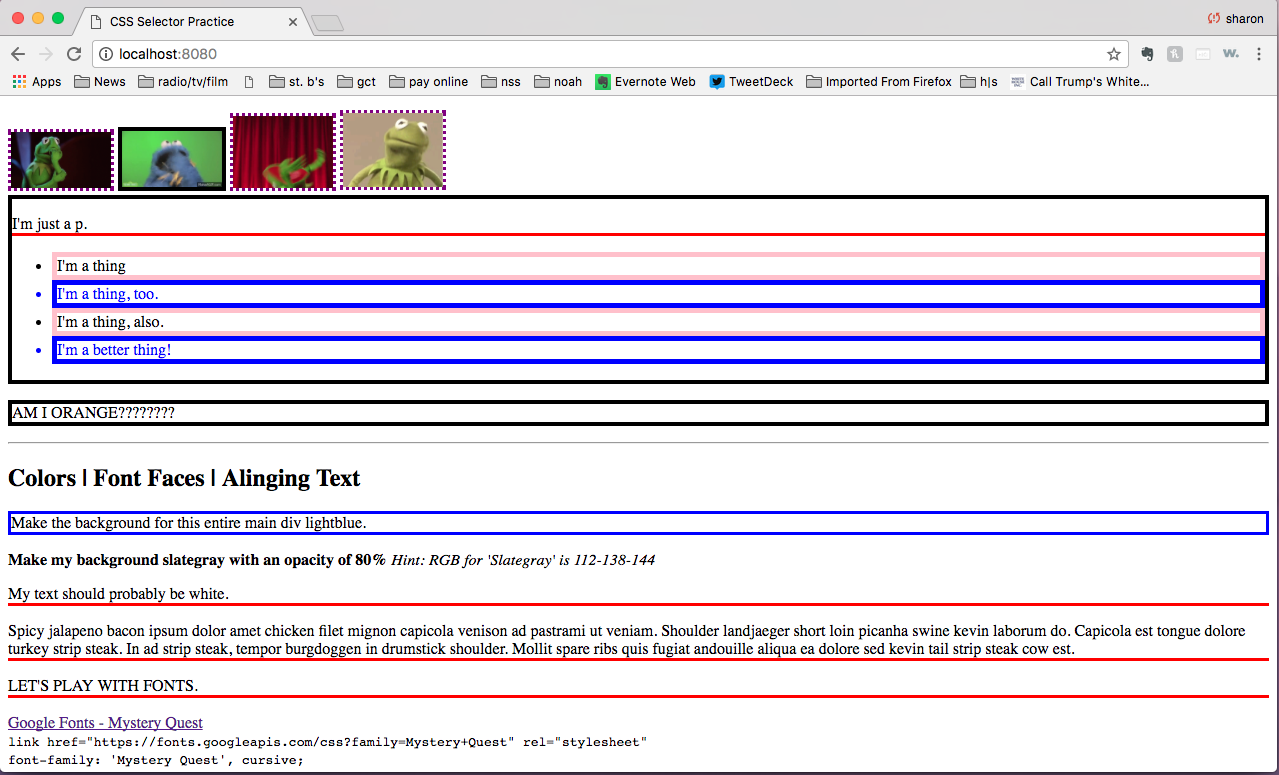 CSS Selector Practice
sharon
localhost:8080
Apps News radio/tv/film st. b's gct pay online nss noah Evernote Web TweetDeck Imported From Firefox h|s Call Trump's White...
I'm just a p.
I'm a thing
I'm a thing, too.
I'm a thing, also.
I'm a better thing!
AM I ORANGE????????
Colors | Font Faces | Alinging Text
Make the background for this entire main div lightblue.
Make my background slategray with an opacity of 80% Hint: RGB for 'Slategray' is 112-138-144
My text should probably be white.
Spicy jalapeno bacon ipsum dolor amet chicken filet mignon capicola venison ad pastrami ut veniam. Shoulder landjaeger short loin picanha swine kevin laborum do. Capicola est tongue dolore
turkey strip steak. In ad strip steak, tempor burgdoggen in drumstick shoulder. Mollit spare ribs quis fugiat andouille aliqua ea dolore sed kevin tail strip steak cow est.
LET'S PLAY WITH FONTS.
Google Fonts - Mystery Quest
link href="https://fonts.googleapis.com/css?family=Mystery+Quest" rel="stylesheet"
font-family: 'Mystery Quest', cursive;